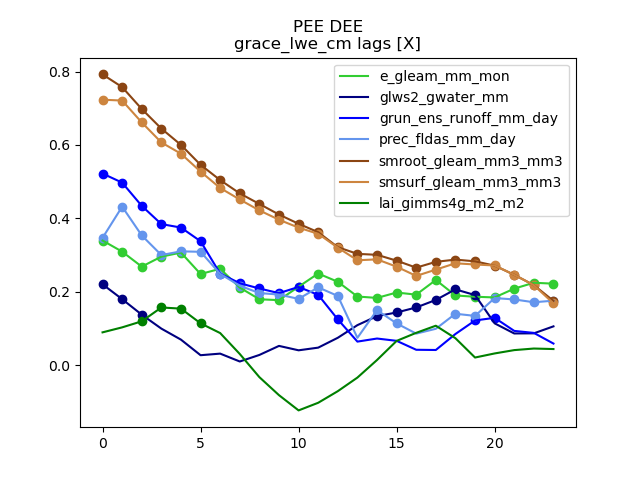 PEE DEE
grace_lwe_cm lags [X]
0.8
0.6
0.4
0.2
0.0
0 5 10 15 20
e_gleam_mm_mon
glws2_gwater_mm
grun_ens_runoff_mm_day
prec_fldas_mm_day
smroot_gleam_mm3_mm3
smsurf_gleam_mm3_mm3
lai_gimms4g_m2_m2